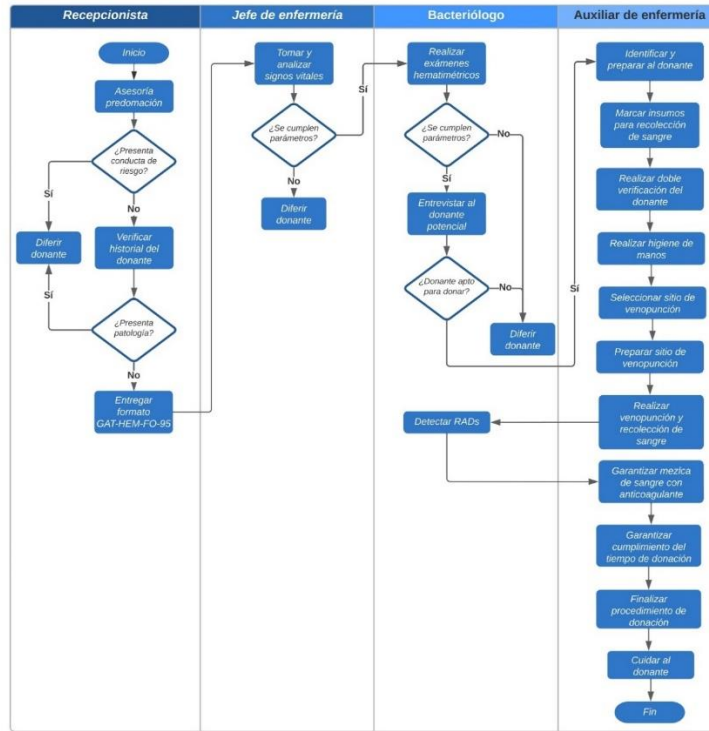 Recepcionista
Jefe de enfermería
Bacteriólogo
Auxiliar de enfermería
Inicio
Asesoría
predomación
¿Presenta
conducta de
riesgo?
Sí
No
Diferir
donante
Verificar
historial del
donante
Sí
¿Presenta
patología?
No
Entregar
formato
GAT-HEM-FO-95
Tomar y
analizar
signos vitales
¿Se cumplen
parámetros?
Sí
No
Diferir
donante
Realizar
exámenes
hematimétricos
¿Se cumplen
parámetros?
No
Sí
Entrevistar al
donante
potencial
¿Donante apto
para donar?
No
Sí
Diferir
donante
Detectar RADs
Identificar y
preparar al donante
Marcar insumos
para recolección de
sangre
Realizar doble
verificación del
donante
Realizar higiene de
manos
Seleccionar sitio de
venopunción
Preparar sitio de
venopunción
Realizar
venopunción y
recolección de
sangre
Garantizar mezlca
de sangre con
anticoagulante
Garantizar
cumplimiento del
tiempo de donación
Finalizar
procedimiento de
donación
Cuidar al
donante
Fin